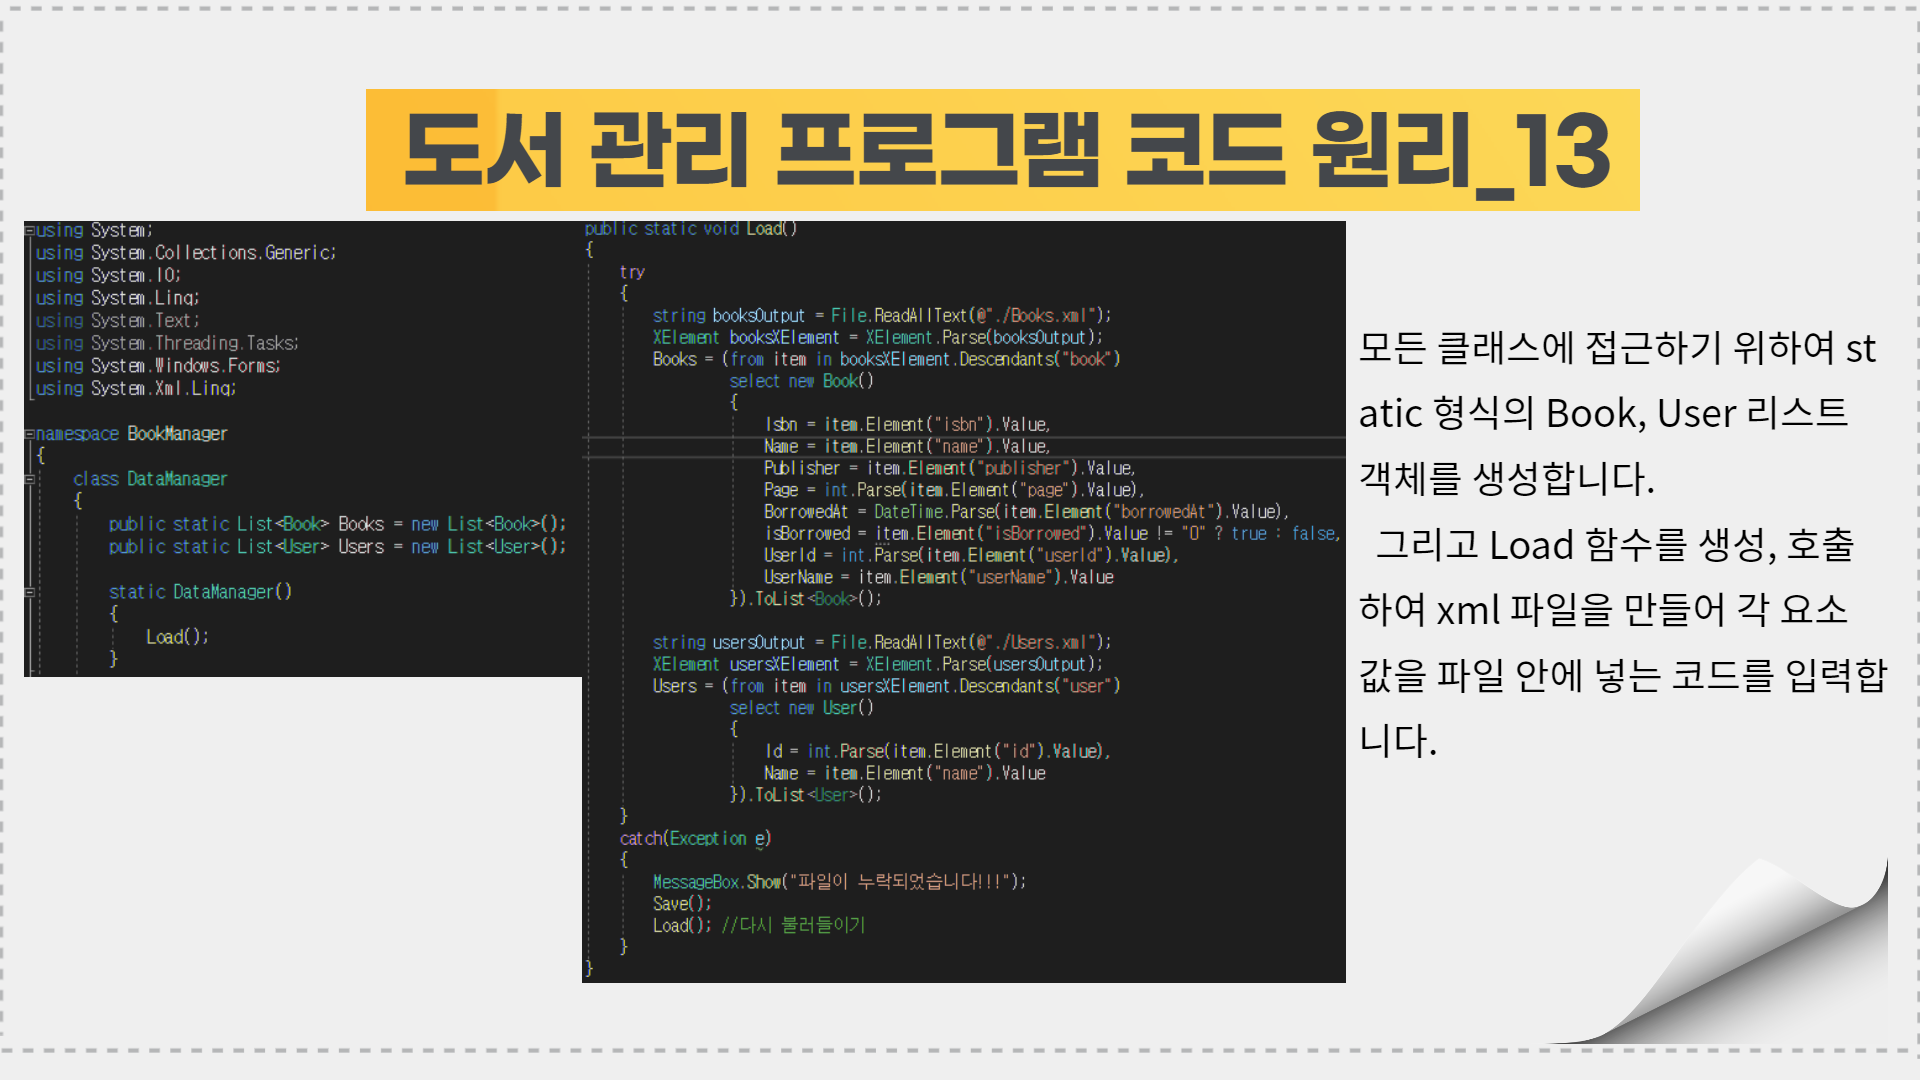 도서 관리 프로그램 코드 원리_13
using System;
using System.Collections.Generic;
using System.IO;
using System.Linq;
using System.Text;
using System.Threading.Tasks;
using System.Windows.Forms;
using System.Xml.Linq;
namespace BookManager
{
class DataManager
{
public static List<Book> Books = new List<Book>();
public static List<User> Users = new List<User>();
static DataManager()
{
Load();
}
public static void Load()
{
try
{
string booksOutput = File.ReadAllText(@"./Books.xml");
XElement booksXElement = XElement.Parse(booksOutput);
Books = (from item in booksXElement.Descendants("book")
select new Book()
{
Isbn = item.Element("isbn").Value,
Name = item.Element("name").Value,
Publisher = item.Element("publisher").Value,
Page = int.Parse(item.Element("page").Value),
BorrowedAt = DateTime.Parse(item.Element("borrowedAt").Value),
isBorrowed = item.Element("isBorrowed").Value != "0" ? true : false,
UserId = int.Parse(item.Element("userId").Value),
UserName = item.Element("userName").Value
}).ToList<Book>();
string usersOutput = File.ReadAllText(@"./Users.xml");
XElement usersXElement = XElement.Parse(usersOutput);
Users = (from item in usersXElement.Descendants("user")
select new User()
{
Id = int.Parse(item.Element("id").Value),
Name = item.Element("name").Value
}).ToList<User>();
}
catch(Exception e)
{
MessageBox.Show("파일이 누락되었습니다!!!");
Save();
Load(); //다시 불러들이기
}
}
모든 클래스에 접근하기 위하여 st
atic 형식의 Book, User 리스트
객체를 생성합니다.
그리고 Load 함수를 생성, 호출
하여 xml 파일을 만들어 각 요소
값을 파일 안에 넣는 코드를 입력합
니다.